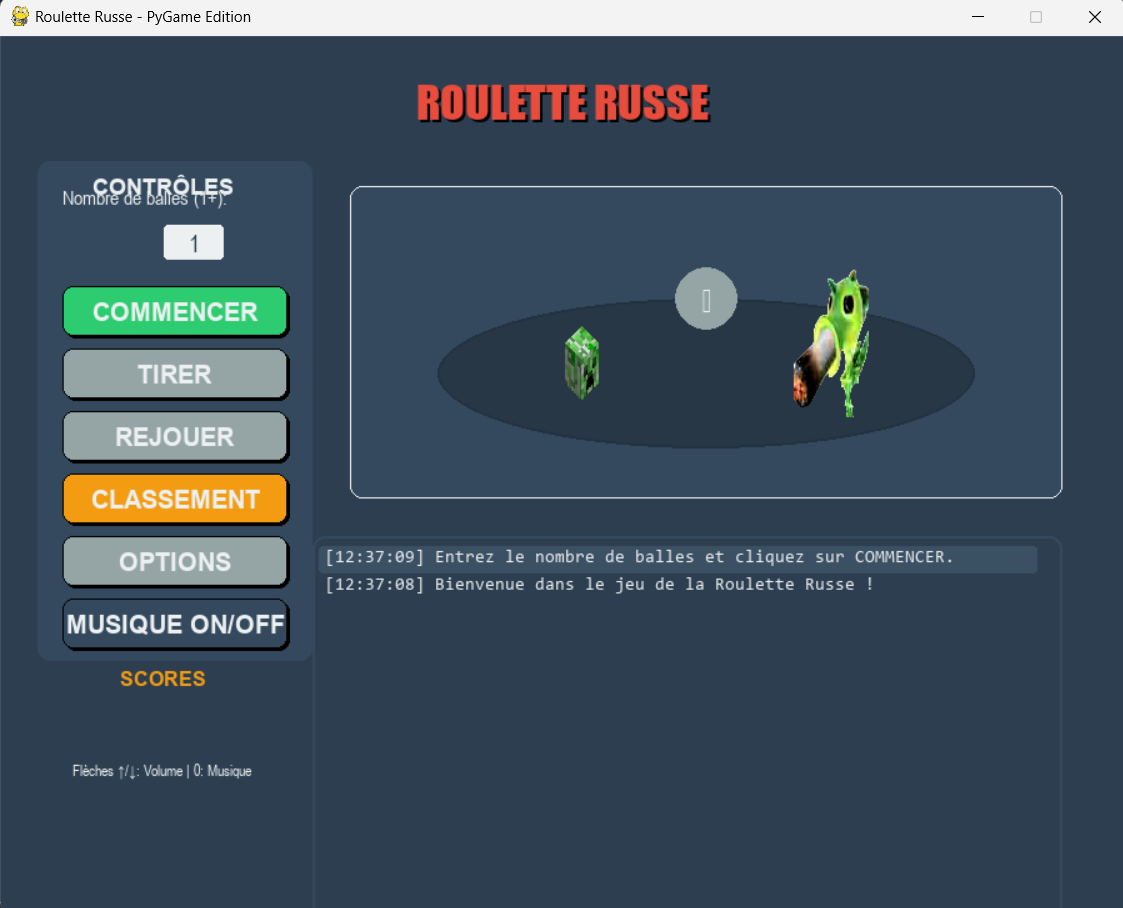 Roulette Russe - PyGame Edition
ROULETTE RUSSE
CONTRÔLES
Nombre de balles (1+):
1
COMMENCER
TIRER
REJOUER
CLASSEMENT
OPTIONS
MUSIQUE ON/OFF
SCORES
Flèches ↑/↓: Volume | 0: Musique
[12:37:09] Entrez le nombre de balles et cliquez sur COMMENCER.
[12:37:08] Bienvenue dans le jeu de la Roulette Russe !